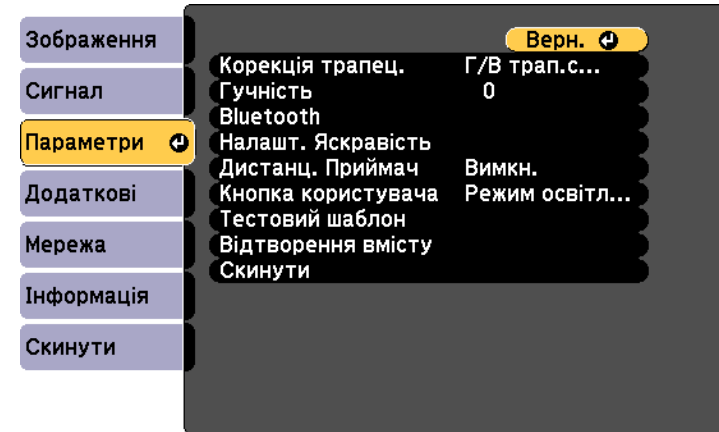 Зображення
Сигнал
Параметри
Додаткові
Мережа
Інформація
Скинути
Верн.
Корекція трапец. Г/В трап.с...
Гучність 0
Bluetooth
Налашт. Яскравість
Дистанц. Приймач Вимкн.
Кнопка користувача Режим освітл...
Тестовий шаблон
Відтворення вмісту
Скинути